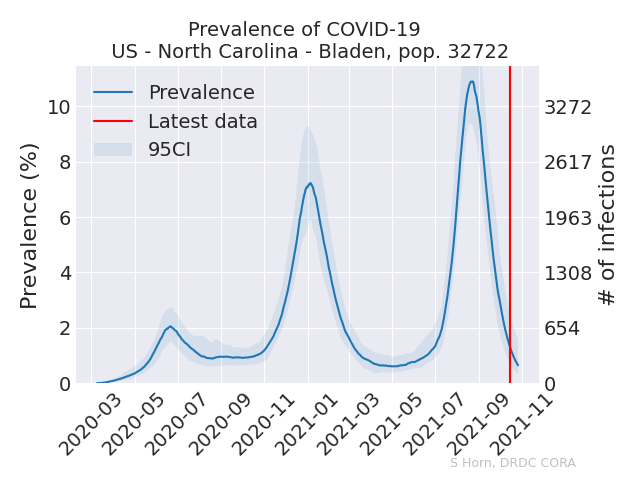 Prevalence of COVID-19
US - North Carolina - Bladen, pop. 32722
Prevalence
Latest data
95CI
Prevalence (%)
10
8
6
4
2
0
3272
2617
1963
1308
654
0
# of infections
2020-03
2020-05
2020-07
2020-09
2020-11
2021-01
2021-03
2021-05
2021-07
2021-09
2021-11
S Horn, DRDC CORA